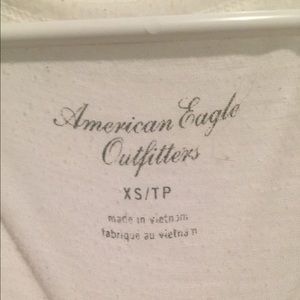 American Eagle
Outfitters
XS/TP
made in vietnam
fabriqué au vietnam